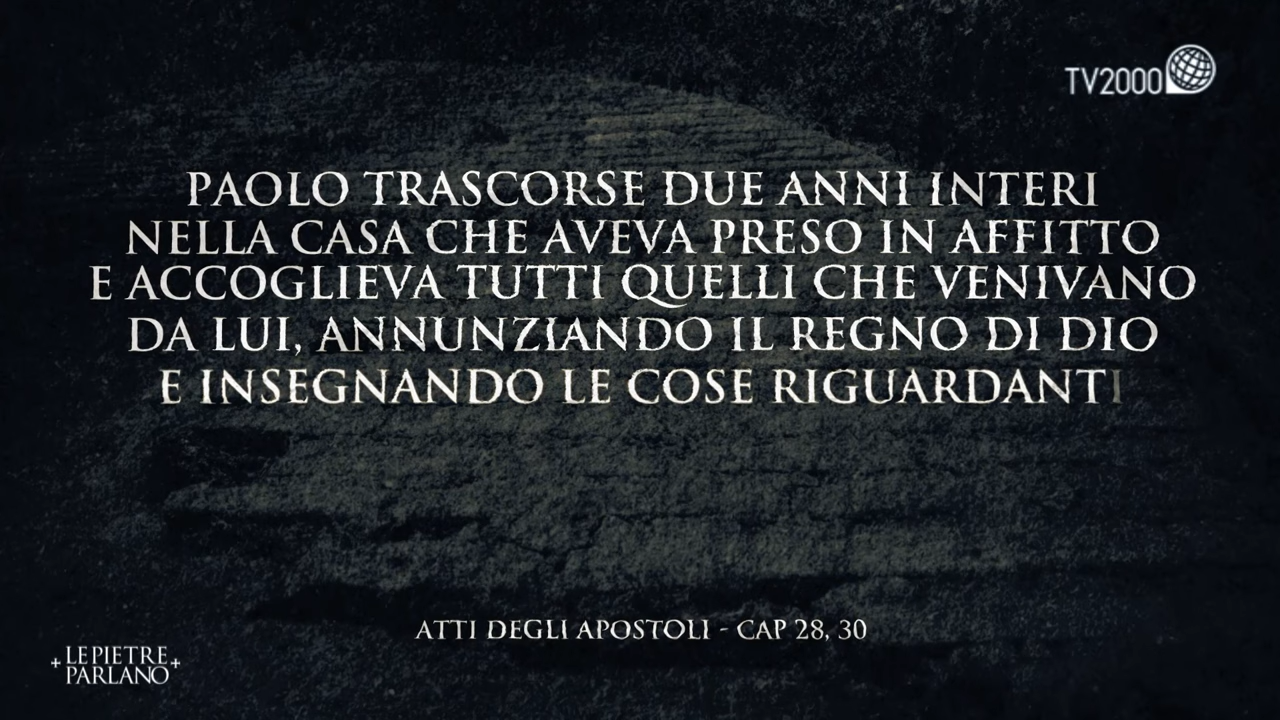 TV2000
PAOLO TRASCORSE DUE ANNI INTERI
NELLA CASA CHE AVEVA PRESO IN AFFITTO
E ACCOGLIEVA TUTTI QUELLI CHE VENIVANO
DA LUI, ANNUNZIANDO IL REGNO DI DIO
E INSEGNANDO LE COSE RIGUARDANTI
ATTI DEGLI APOSTOLI - CAP 28, 30
+ LE PIETRE +
PARLANO